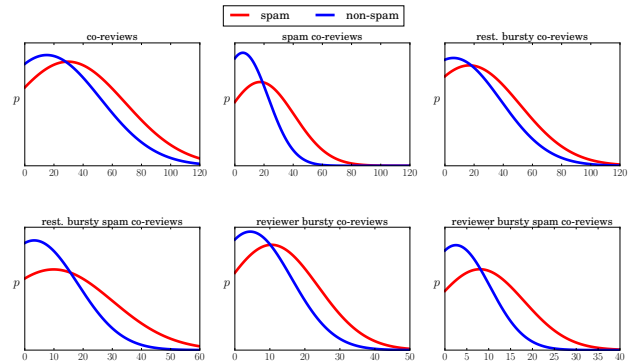 spam non-spam
co-reviews
spam co-reviews
rest. bursty co-reviews
p
p
p
0 20 40 60 80 100 120
0 20 40 60 80 100 120
0 20 40 60 80 100 120
rest. bursty spam co-reviews
reviewer bursty co-reviews
reviewer bursty spam co-reviews
p
p
p
0 10 20 30 40 50 60
0 10 20 30 40 50
0 5 10 15 20 25 30 35 40